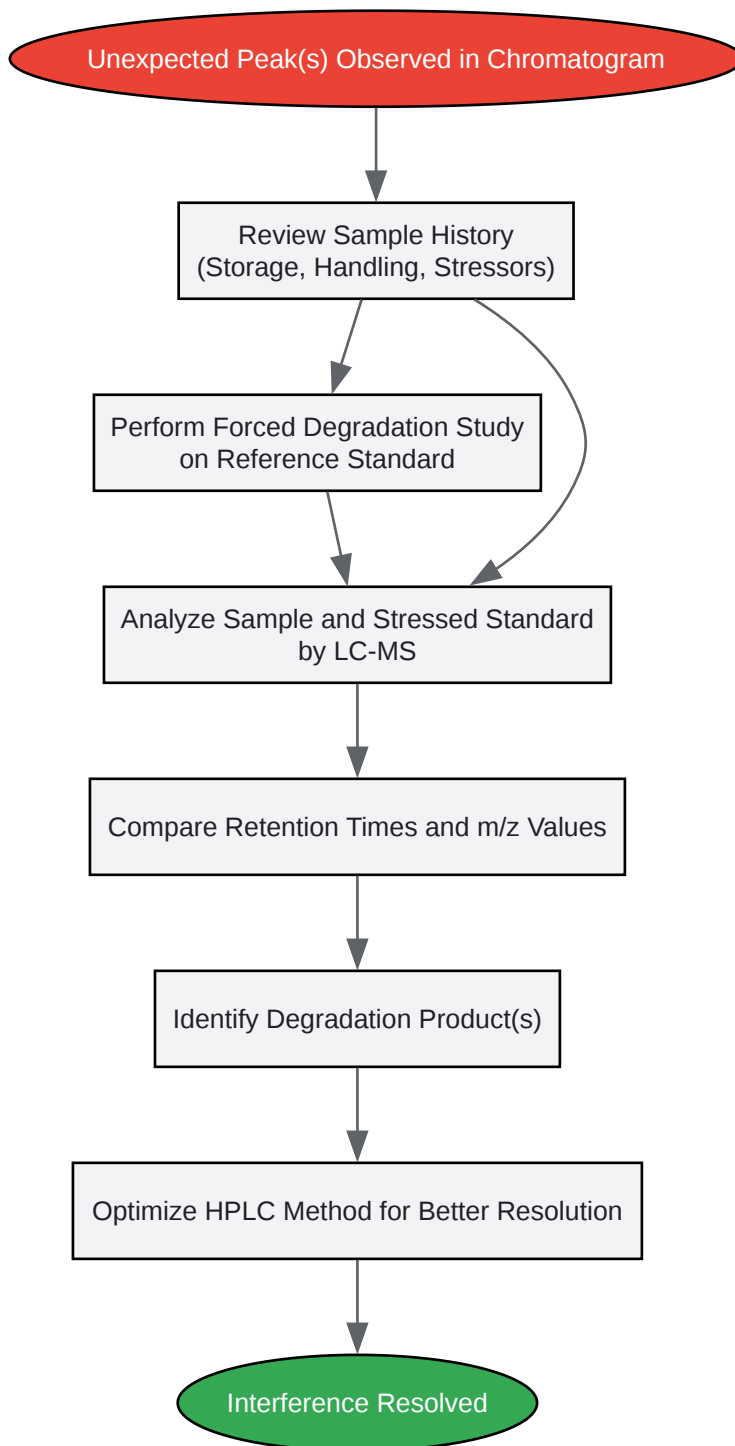 Unexpected Peak(s) Observed in Chromatogram
Review Sample History
(Storage, Handling, Stressors)
Perform Forced Degradation Study
on Reference Standard
Analyze Sample and Stressed Standard
by LC-MS
Compare Retention Times and m/z Values
Identify Degradation Product(s)
Optimize HPLC Method for Better Resolution
Interference Resolved